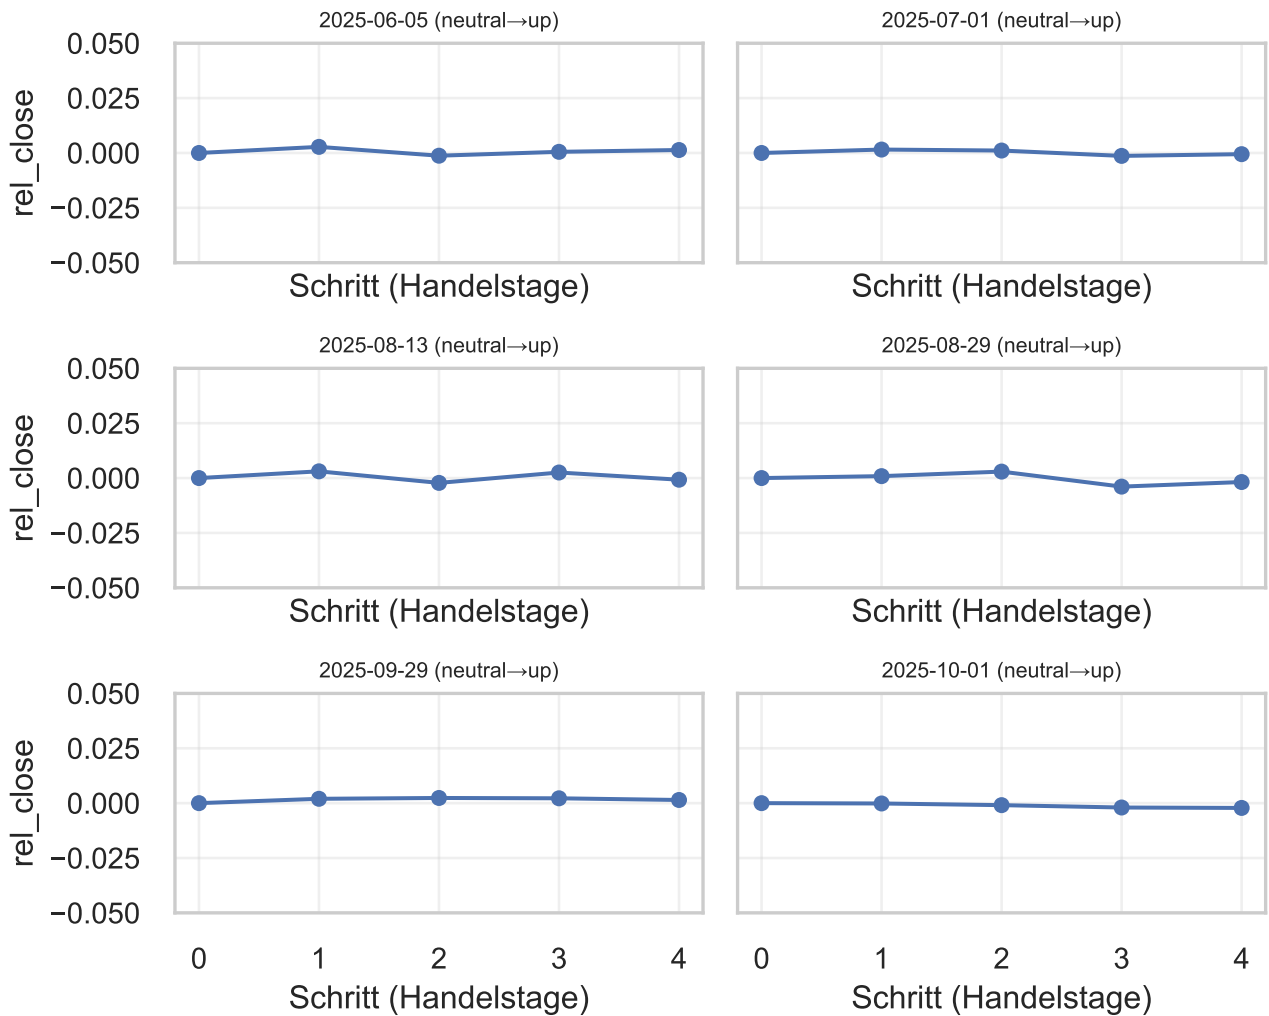 2025-06-05 (neutral→up)
2025-07-01 (neutral→up)
0.050
0.025
0.000
−0.025
−0.050
rel_close
Schritt (Handelstage)
Schritt (Handelstage)
2025-08-13 (neutral→up)
2025-08-29 (neutral→up)
0.050
0.025
0.000
−0.025
−0.050
rel_close
Schritt (Handelstage)
Schritt (Handelstage)
2025-09-29 (neutral→up)
2025-10-01 (neutral→up)
0.050
0.025
0.000
−0.025
−0.050
rel_close
0 1 2 3 4
0 1 2 3 4
Schritt (Handelstage)
Schritt (Handelstage)